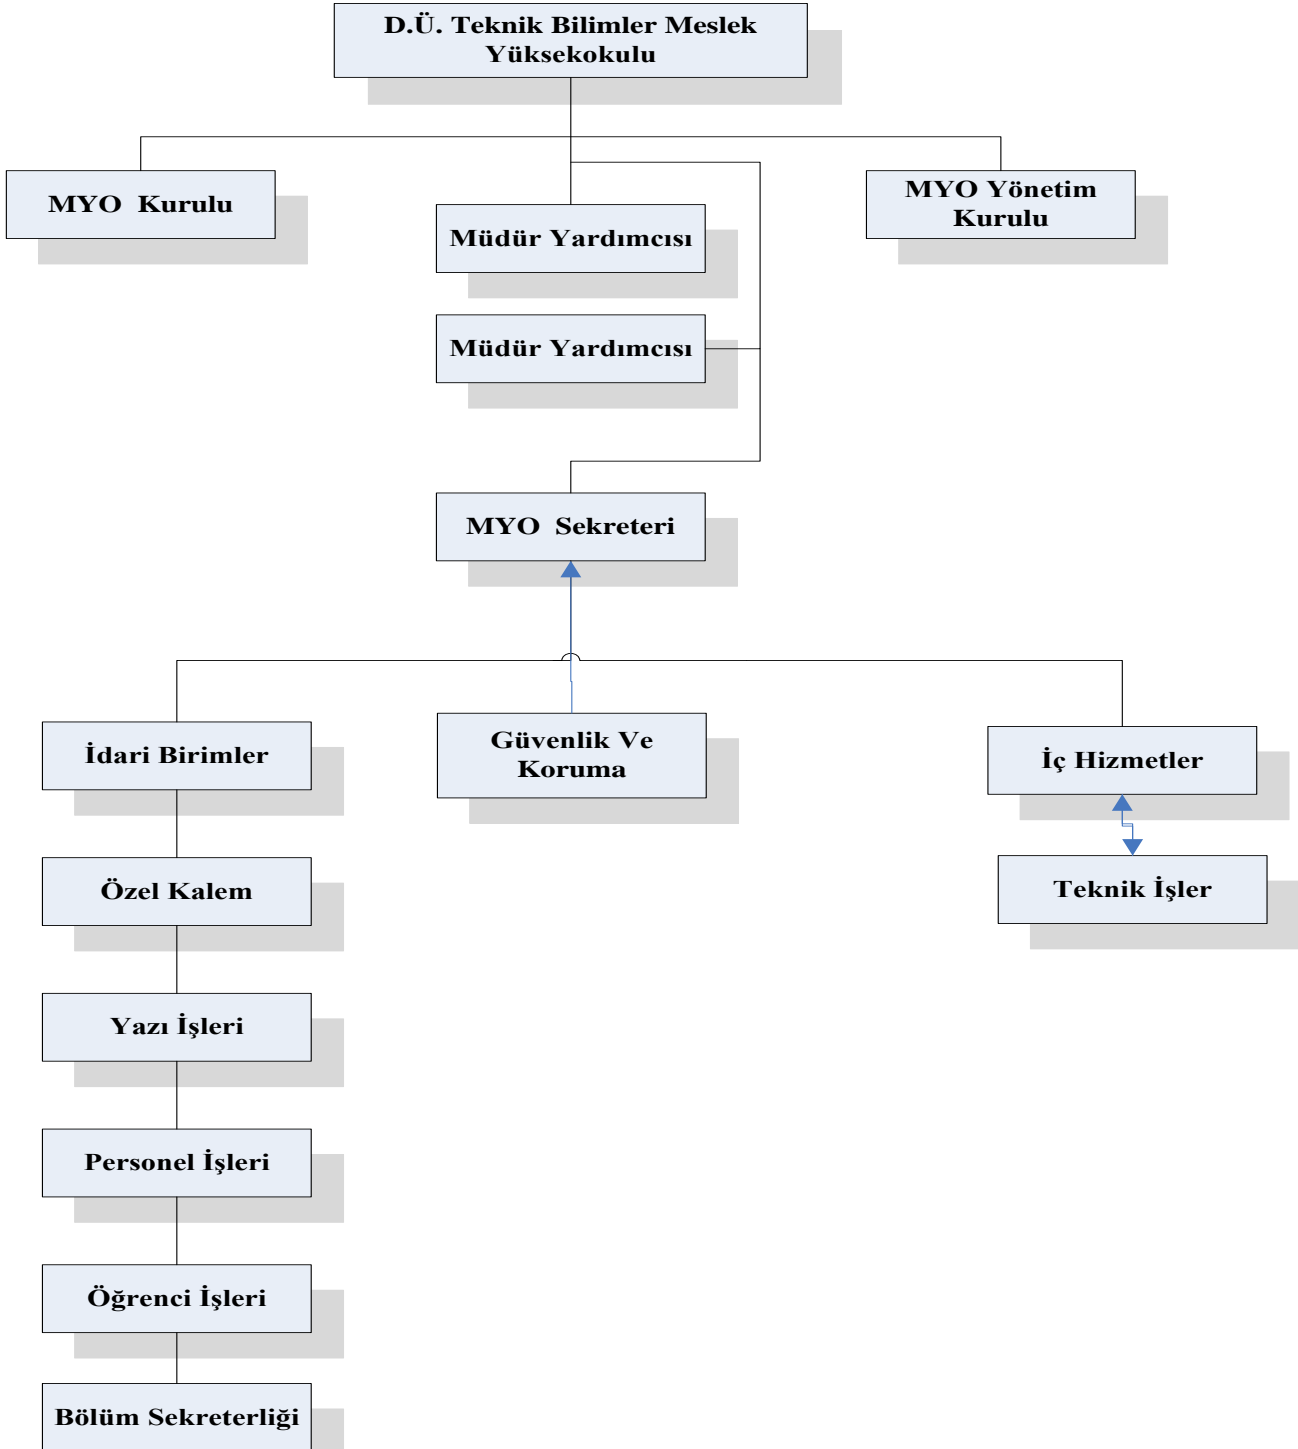 D.Ü. Teknik Bilimler Meslek
Yüksekokulu
MYO Kurulu
MYO Yönetim
Kurulu
Müdür Yardımcısı
Müdür Yardımcısı
MYO Sekreteri
İdari Birimler
Güvenlik Ve
Koruma
İç Hizmetler
Özel Kalem
Teknik İşler
Yazı İşleri
Personel İşleri
Öğrenci İşleri
Bölüm Sekreterliği